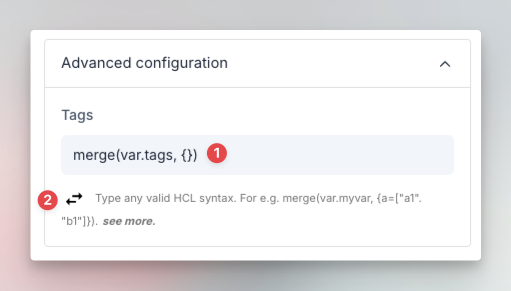 Advanced configuration
Tags
merge(var.tags, {}) 1
2 Type any valid HCL syntax. For e.g. merge(var.myvar, {a=["a1".
"b1"]}). see more.